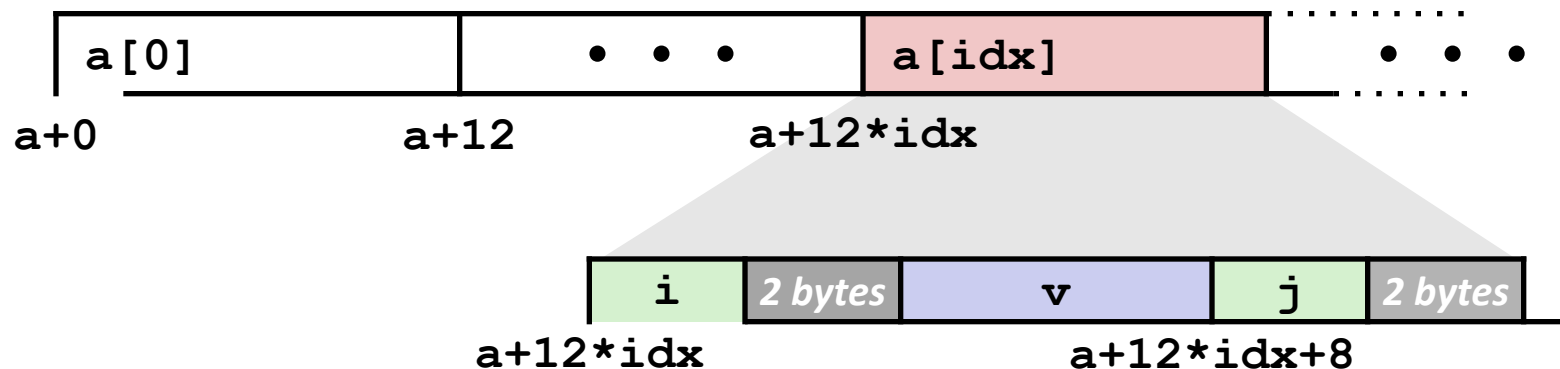 a[0] • • • a[idx] • • •
a+0 a+12 a+12*idx
i 2 bytes v j 2 bytes
a+12*idx a+12*idx+8